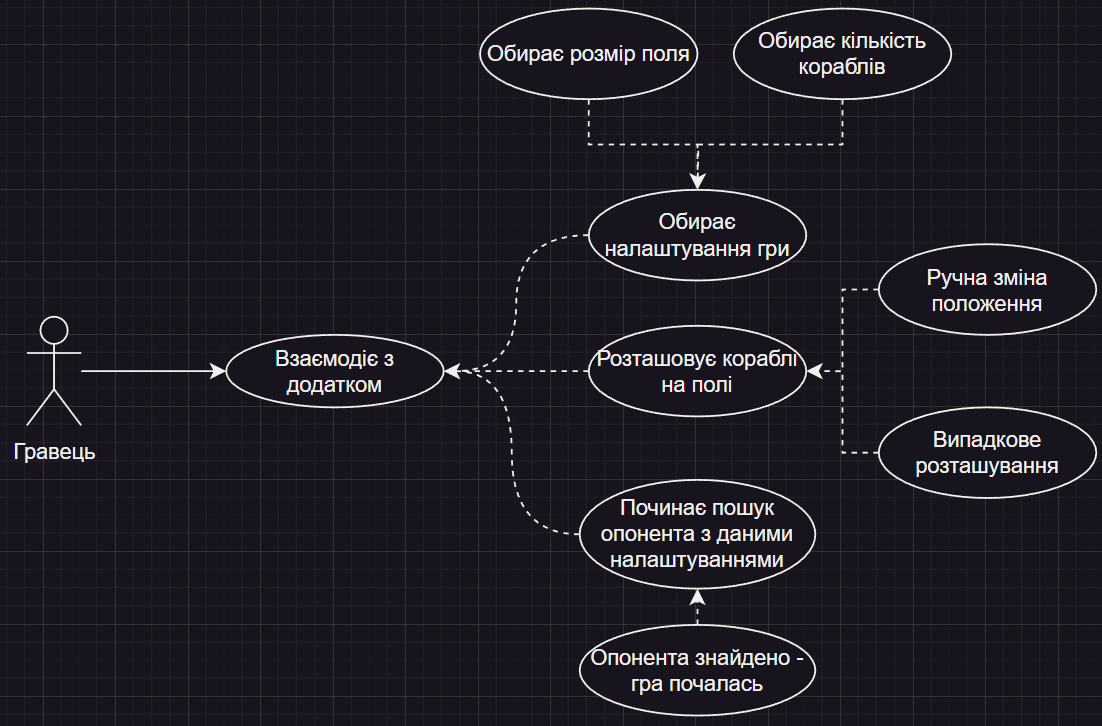 Обирає розмір поля
Обирає кількість
кораблів
Обирає
налаштування гри
Ручна зміна
положення
Взаємодіє з
додатком
Розташовує кораблі
на полі
Гравець
Випадкове
розташування
Починає пошук
опонента з даними
налаштуваннями
Опонента знайдено -
гра почалась